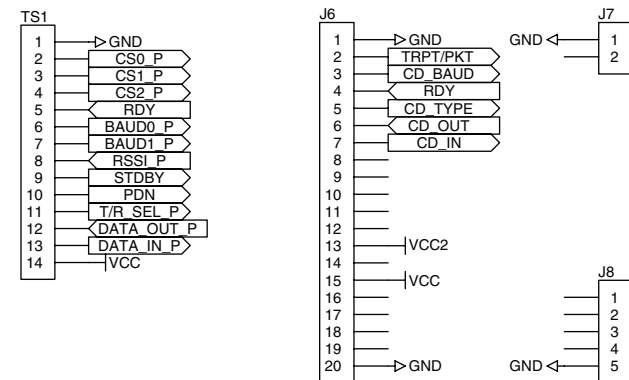 TS1
1 GND
2 CS0_P
3 CS1_P
4 CS2_P
5 RDY
6 BAUD0_P
7 BAUD1_P
8 RSSI_P
9 STDBY
10 PDN
11 T/R_SEL_P
12 DATA_OUT_P
13 DATA_IN_P
14 VCC
J6
1 GND
2 TRPT/PKT
3 CD_BAUD
4 RDY
5 CD_TYPE
6 CD_OUT
7 CD_IN
8
9
10
11
12
13 VCC2
14
15 VCC
16
17
18
19
20 GND
J7
GND 1
2
J8
1
2
3
4
GND 5